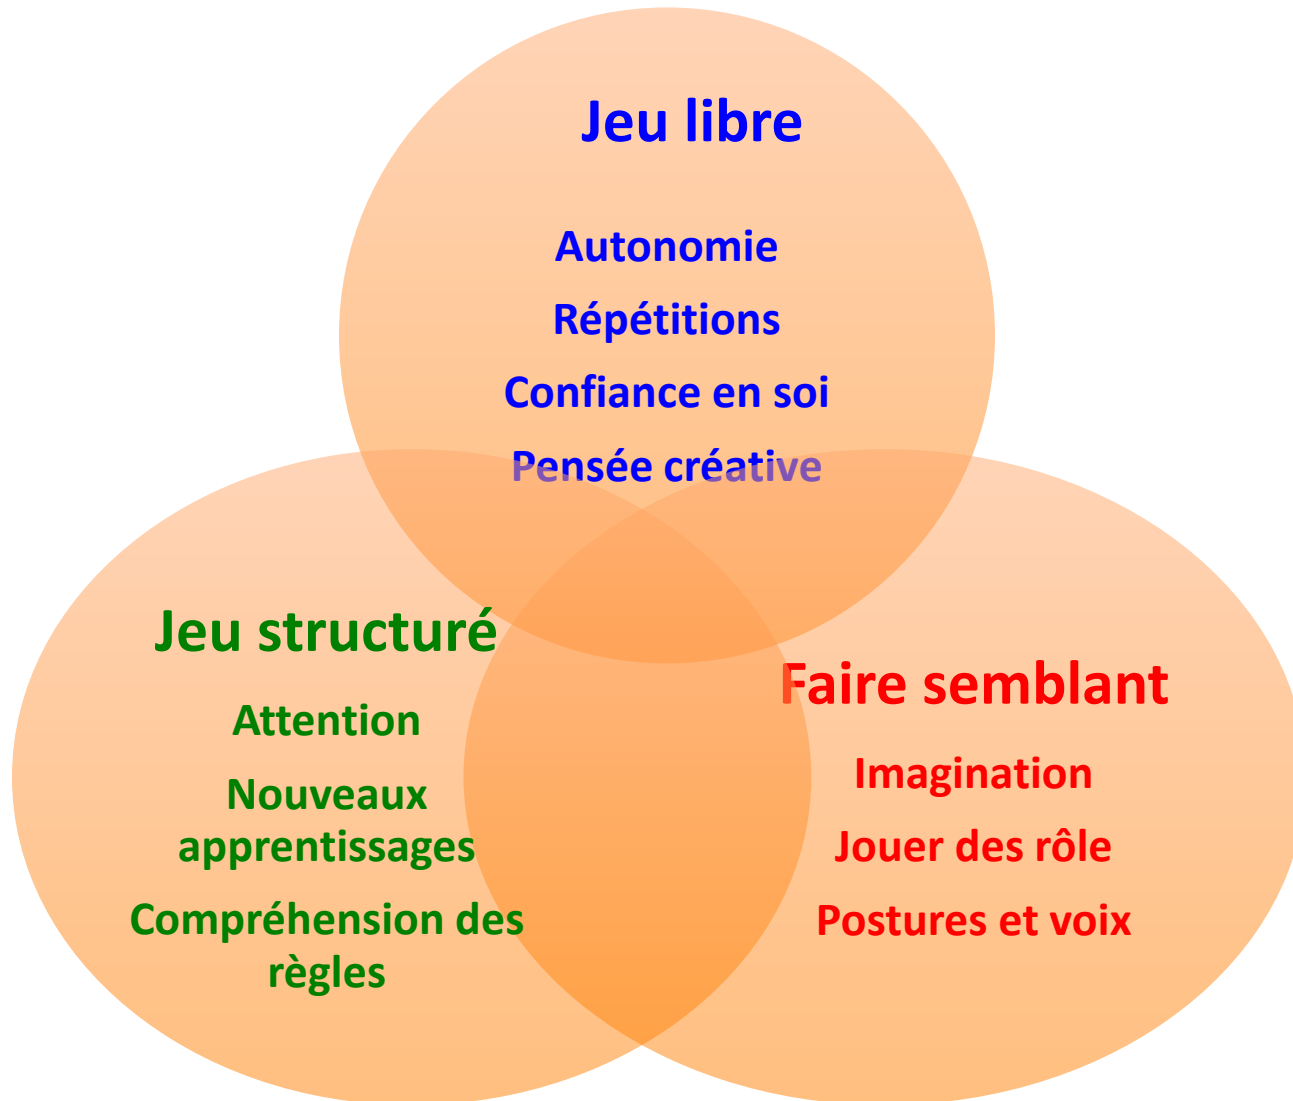 Jeu libre
Autonomie
Répétitions
Confiance en soi
Pensée créative
Jeu structuré
Attention
Nouveaux
apprentissages
Compréhension des
règles
Faire semblant
Imagination
Jouer des rôle
Postures et voix